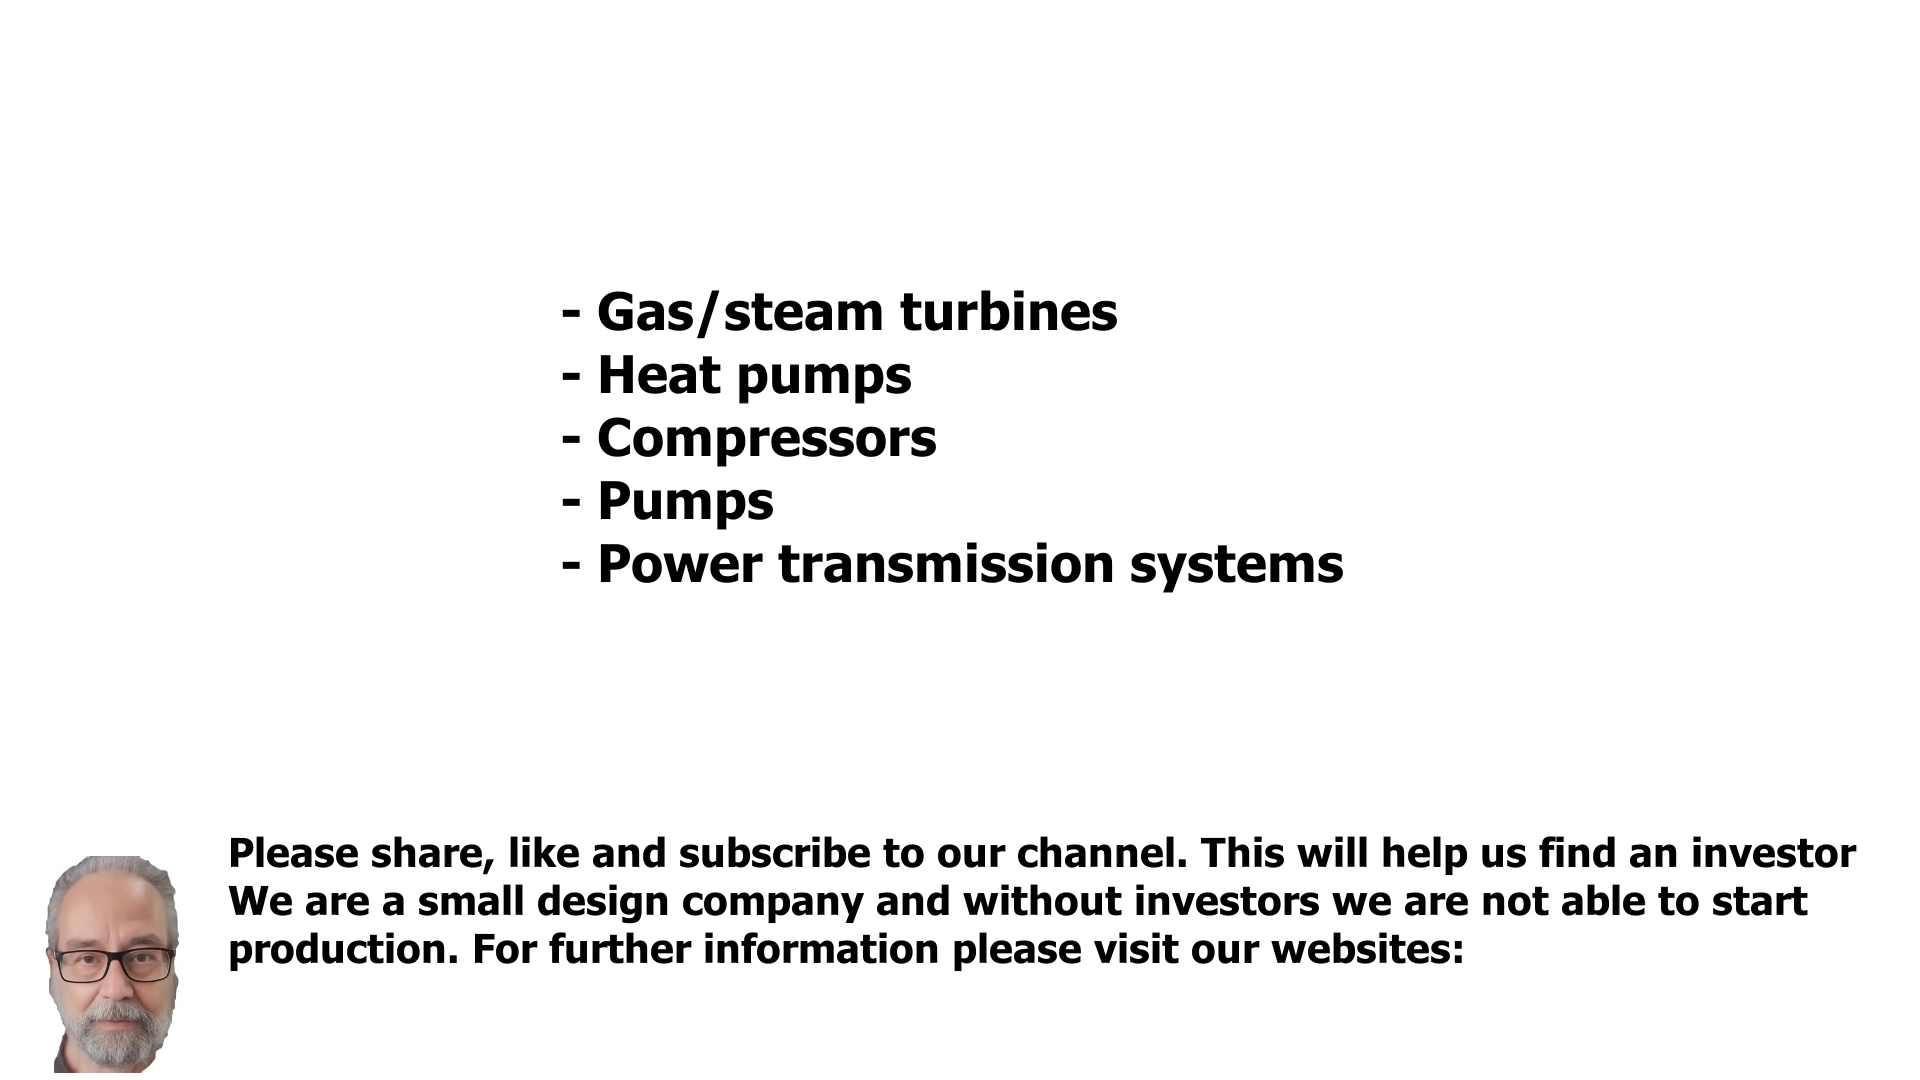 - Gas/steam turbines
- Heat pumps
- Compressors
- Pumps
- Power transmission systems
Please share, like and subscribe to our channel. This will help us find an investor
We are a small design company and without investors we are not able to start
production. For further information please visit our websites: